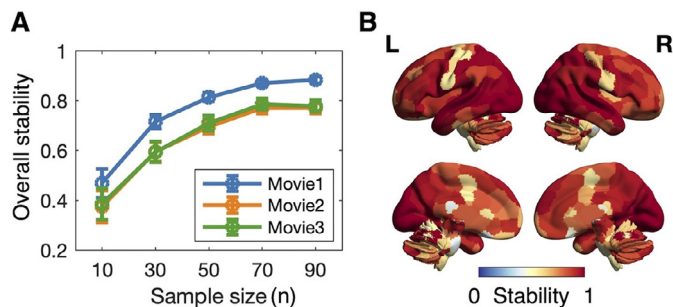 A
Overall stability
1
0.8
0.6
0.4
0.2
10 30 50 70 90
Sample size (n)
Movie1
Movie2
Movie3
B
L R
0 Stability 1